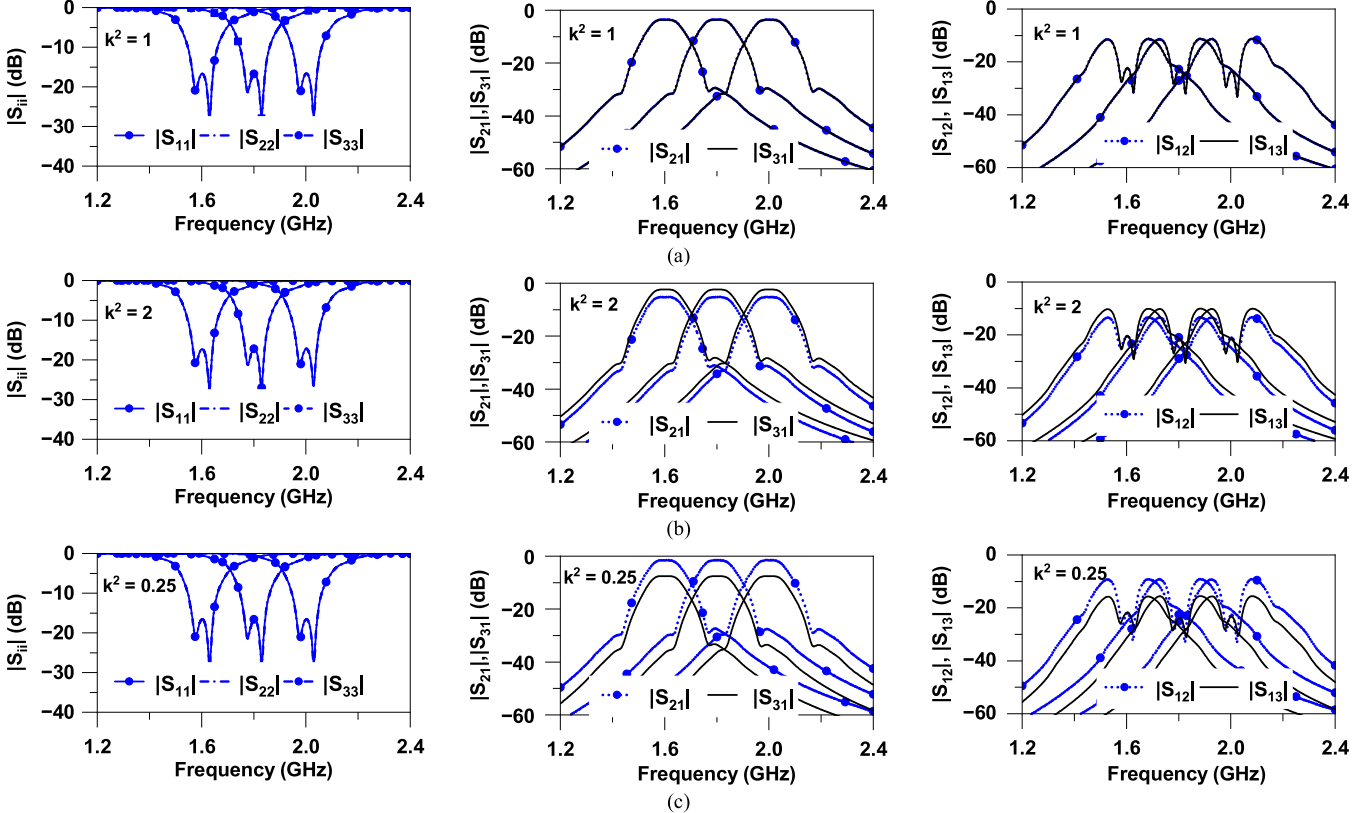 |Sii| (dB)
0
−10
−20
−30
−40
k² = 1
|S11| |S22| |S33|
1.2 1.6 2.0 2.4
Frequency (GHz)
|S21|,|S31| (dB)
0
−20
−40
−60
k² = 1
|S21| |S31|
1.2 1.6 2.0 2.4
Frequency (GHz)
|S12|, |S13| (dB)
0
−20
−40
−60
k² = 1
|S12| |S13|
1.2 1.6 2.0 2.4
Frequency (GHz)
(a)
|Sii| (dB)
0
−10
−20
−30
−40
k² = 2
|S11| |S22| |S33|
1.2 1.6 2.0 2.4
Frequency (GHz)
|S21|,|S31| (dB)
0
−20
−40
−60
k² = 2
|S21| |S31|
1.2 1.6 2.0 2.4
Frequency (GHz)
|S12|, |S13| (dB)
0
−20
−40
−60
k² = 2
|S12| |S13|
1.2 1.6 2.0 2.4
Frequency (GHz)
(b)
|Sii| (dB)
0
−10
−20
−30
−40
k² = 0.25
|S11| |S22| |S33|
1.2 1.6 2.0 2.4
Frequency (GHz)
|S21|,|S31| (dB)
0
−20
−40
−60
k² = 0.25
|S21| |S31|
1.2 1.6 2.0 2.4
Frequency (GHz)
|S12|, |S13| (dB)
0
−20
−40
−60
k² = 0.25
|S12| |S13|
1.2 1.6 2.0 2.4
Frequency (GHz)
(c)